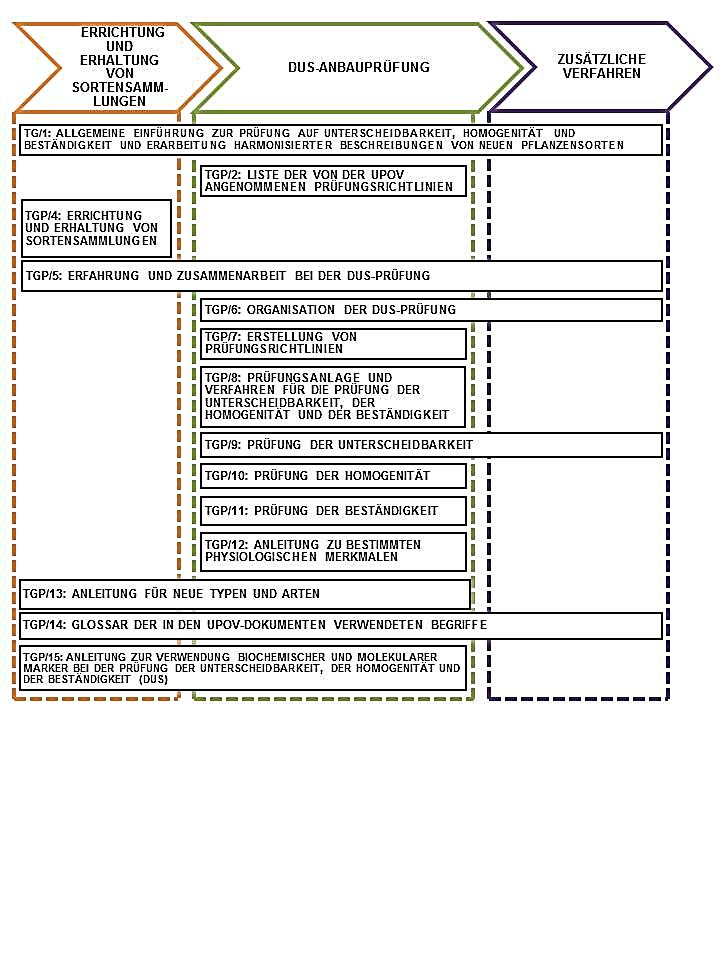 ERRICHTUNG
UND
ERHALTUNG
VON
SORTENSAMM-
LUNGEN
DUS-ANBAUPRÜFUNG
ZUSÄTZLICHE
VERFAHREN
TG/1: ALLGEMEINE EINFÜHRUNG ZUR PRÜFUNG AUF UNTERSCHEIDBARKEIT, HOMOGENITÄT UND
BESTÄNDIGKEIT UND ERARBEITUNG HARMONISIERTER BESCHREIBUNGEN VON NEUEN PFLANZENSORTEN
TGP/2: LISTE DER VON DER UPOV
ANGENOMMENEN PRÜFUNGSRICHTLINIEN
TGP/4: ERRICHTUNG
UND ERHALTUNG VON
SORTENSAMMLUNGEN
TGP/5: ERFAHRUNG UND ZUSAMMENARBEIT BEI DER DUS-PRÜFUNG
TGP/6: ORGANISATION DER DUS-PRÜFUNG
TGP/7: ERSTELLUNG VON
PRÜFUNGSRICHTLINIEN
TGP/8: PRÜFUNGSANLAGE UND
VERFAHREN FÜR DIE PRÜFUNG DER
UNTERSCHEIDBARKEIT, DER
HOMOGENITÄT UND DER BESTÄNDIGKEIT
TGP/9: PRÜFUNG DER UNTERSCHEIDBARKEIT
TGP/10: PRÜFUNG DER HOMOGENITÄT
TGP/11: PRÜFUNG DER BESTÄNDIGKEIT
TGP/12: ANLEITUNG ZU BESTIMMTEN
PHYSIOLOGISCHEN MERKMALEN
TGP/13: ANLEITUNG FÜR NEUE TYPEN UND ARTEN
TGP/14: GLOSSAR DER IN DEN UPOV-DOKUMENTEN VERWENDETEN BEGRIFFE
TGP/15: ANLEITUNG ZUR VERWENDUNG BIOCHEMISCHER UND MOLEKULARER
MARKER BEI DER PRÜFUNG DER UNTERSCHEIDBARKEIT, DER HOMOGENITÄT UND
DER BESTÄNDIGKEIT (DUS)